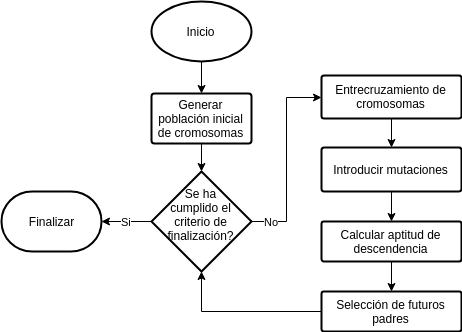 Inicio
Generar
población inicial
de cromosomas
Se ha
cumplido el
criterio de
finalización?
Si
Finalizar
No
Entrecruzamiento de
cromosomas
Introducir mutaciones
Calcular aptitud de
descendencia
Selección de futuros
padres